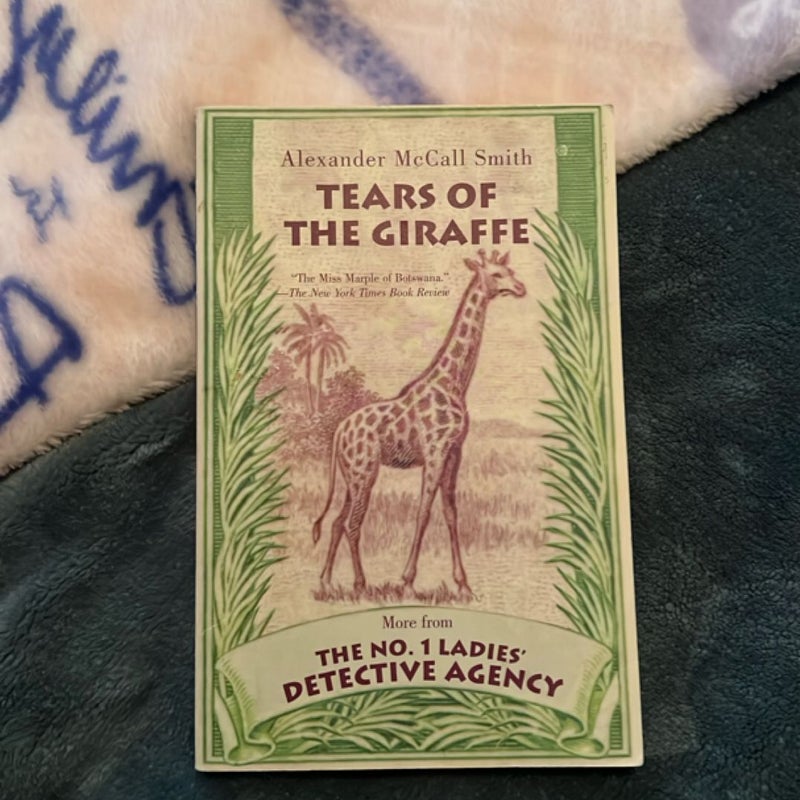 Alexander McCall Smith
TEARS OF
THE GIRAFFE
“The Miss Marple of Botswana.”
—The New York Times Book Review
More from
THE NO. 1 LADIES’
DETECTIVE AGENCY